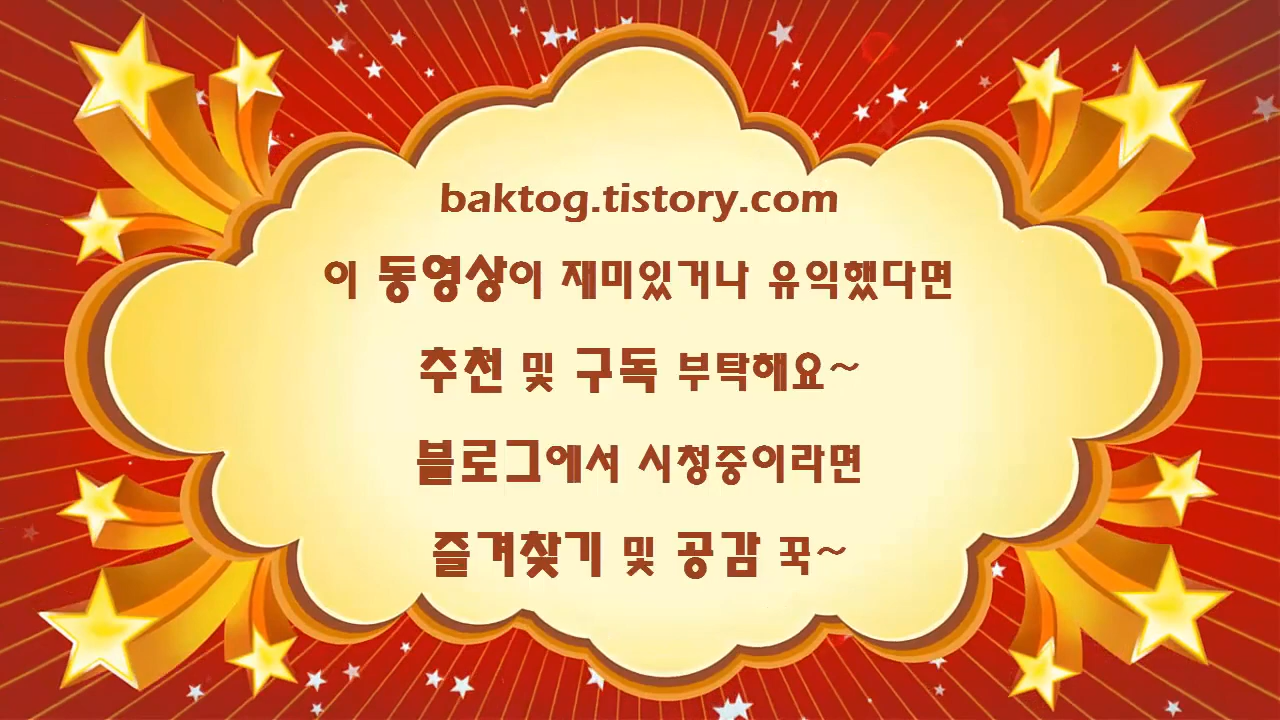 baktog.tistory.com
이 동영상이 재미있거나 유익했다면
추천 및 구독 부탁해요~
블로그에서 시청중이라면
즐겨찾기 및 공감 꾹~